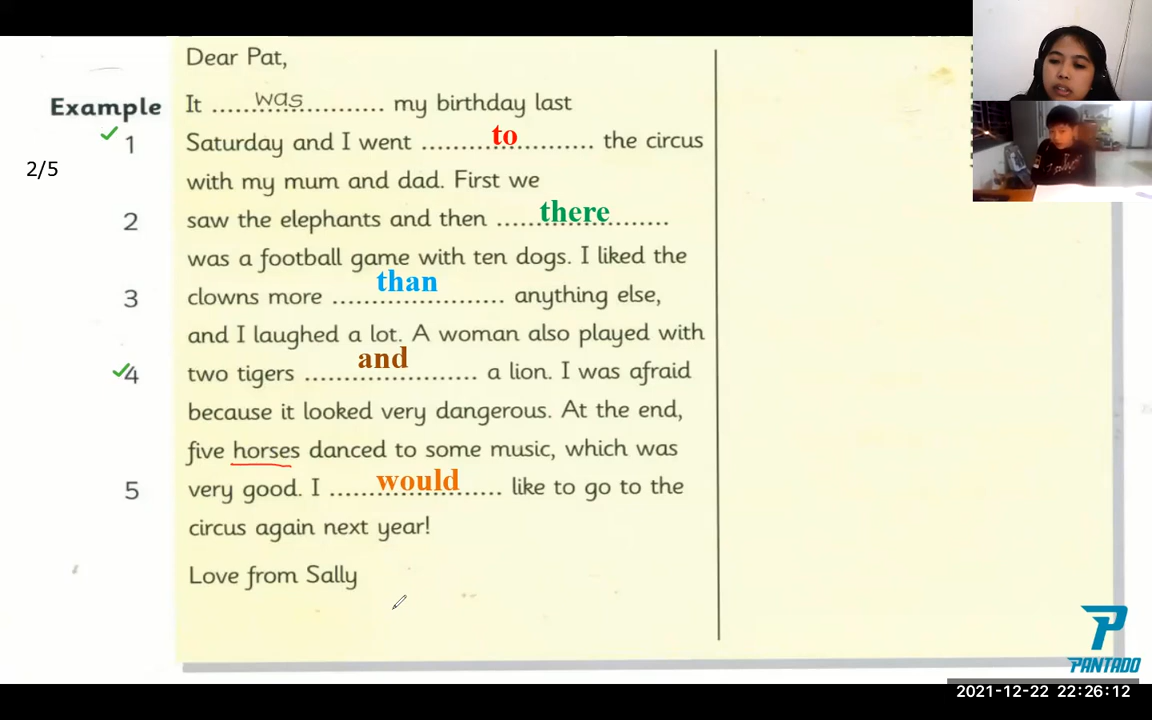 Dear Pat,
Example It ....was.... my birthday last
1 Saturday and I went ....to.... the circus
2/5
with my mum and dad. First we
2 saw the elephants and then ....there....
was a football game with ten dogs. I liked the
3 clowns more ....than.... anything else,
and I laughed a lot. A woman also played with
4 two tigers ....and.... a lion. I was afraid
because it looked very dangerous. At the end,
five horses danced to some music, which was
5 very good. I ....would.... like to go to the
circus again next year!
Love from Sally
PANTADO
2021-12-22 22:26:12